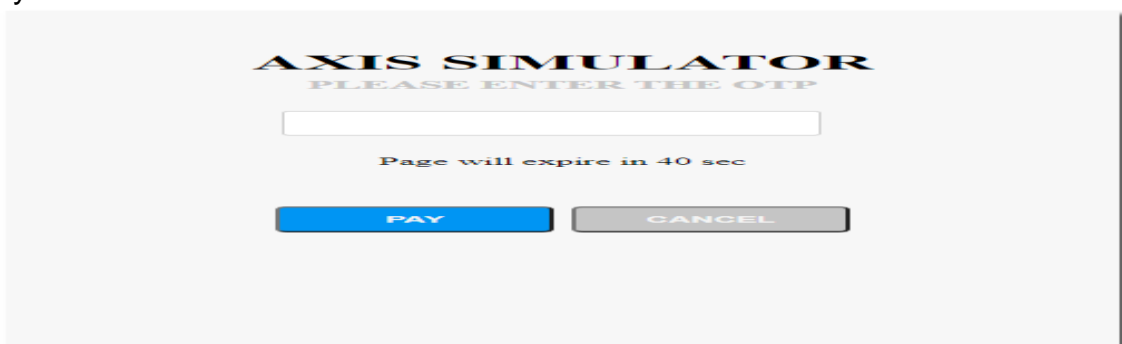 AXIS SIMULATOR
PLEASE ENTER THE OTP
Page will expire in 40 sec
PAY
CANCEL